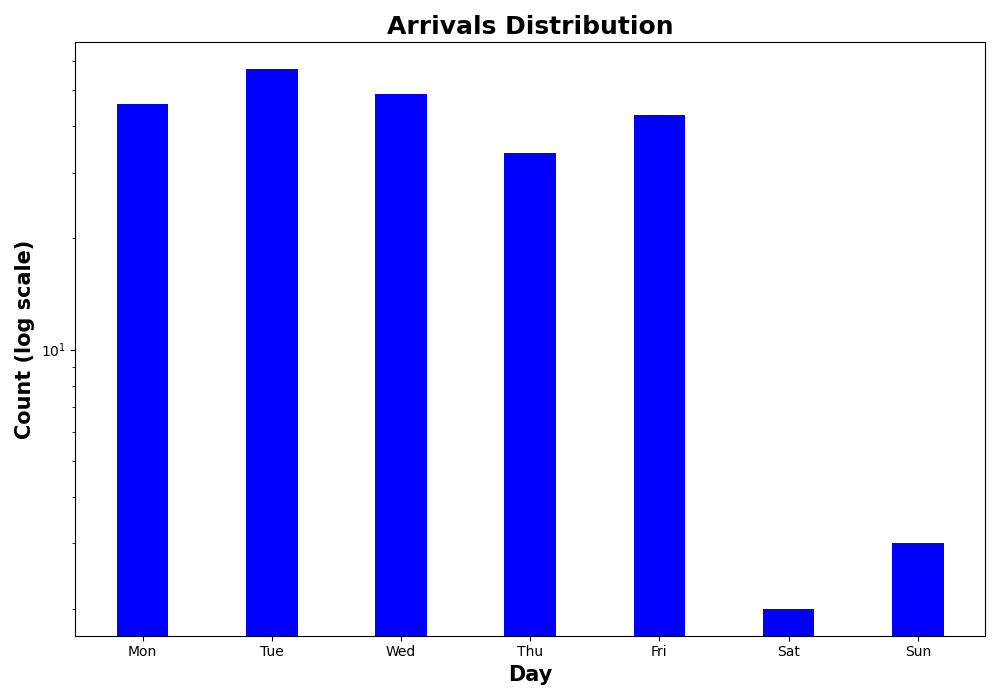 Arrivals Distribution
Count (log scale)
10¹
Mon Tue Wed Thu Fri Sat Sun
Day